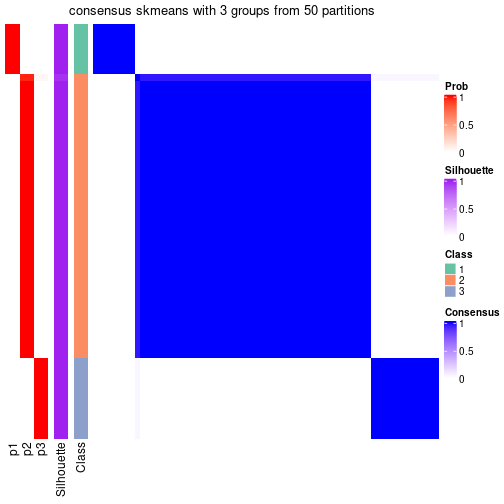 consensus skmeans with 3 groups from 50 partitions
Prob
1
0.5
0
Silhouette
1
0.5
0
Class
1
2
3
Consensus
1
0.5
0
p1
p2
p3
Silhouette
Class